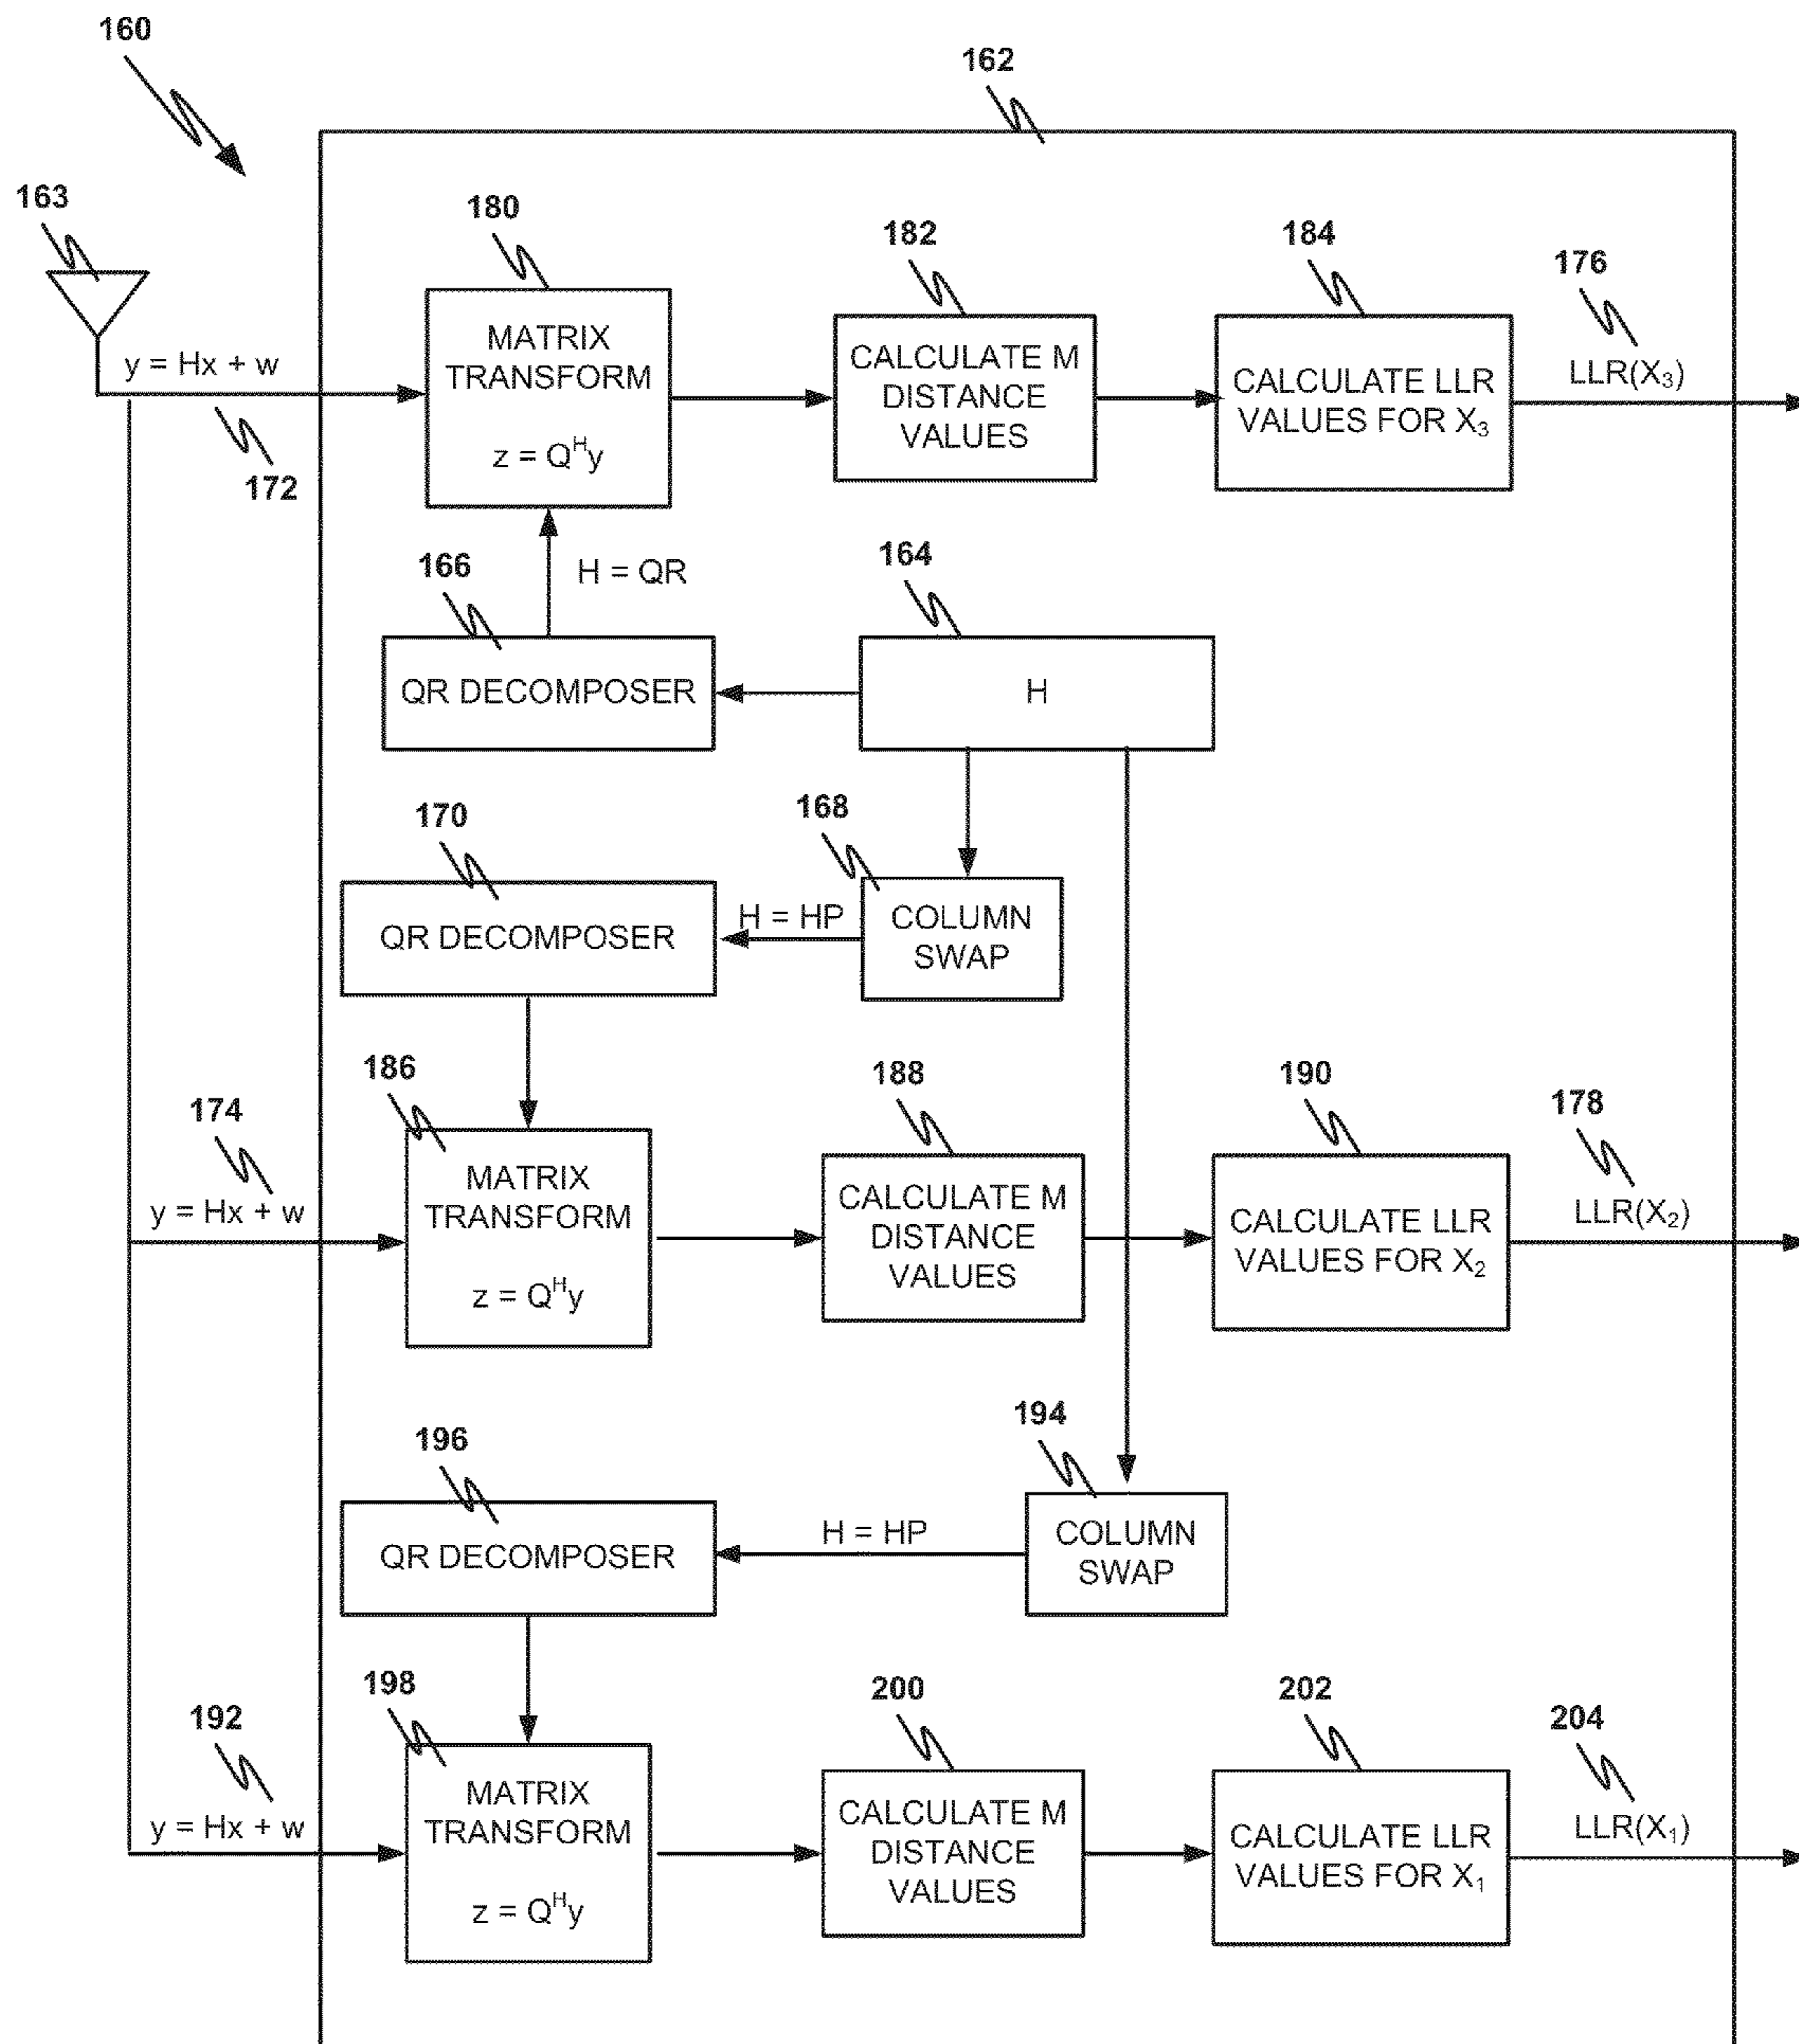 160
162
163
180
182
184
176
MATRIX
TRANSFORM
z = Q^H y
CALCULATE M
DISTANCE
VALUES
CALCULATE LLR
VALUES FOR X₃
LLR(X₃)
y = Hx + w
172
166
H = QR
164
QR DECOMPOSER
H
170
168
QR DECOMPOSER
H = HP
COLUMN
SWAP
186
188
190
178
174
y = Hx + w
MATRIX
TRANSFORM
z = Q^H y
CALCULATE M
DISTANCE
VALUES
CALCULATE LLR
VALUES FOR X₂
LLR(X₂)
196
194
QR DECOMPOSER
H = HP
COLUMN
SWAP
198
200
202
204
192
y = Hx + w
MATRIX
TRANSFORM
z = Q^H y
CALCULATE M
DISTANCE
VALUES
CALCULATE LLR
VALUES FOR X₁
LLR(X₁)